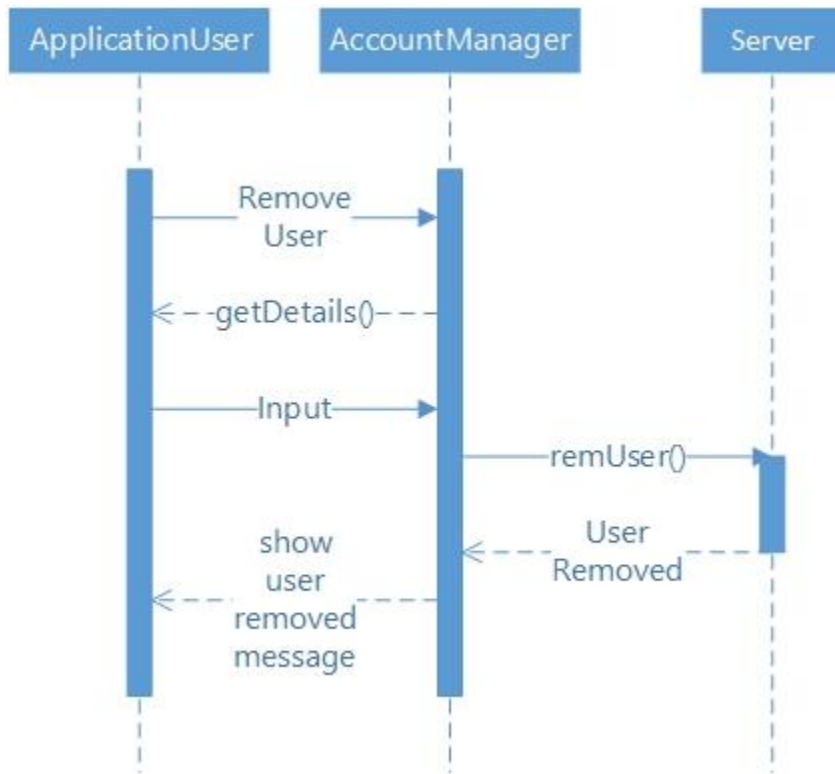 ApplicationUser
AccountManager
Server
Remove
User
getDetails()
Input
remUser()
User
Removed
show
user
removed
message